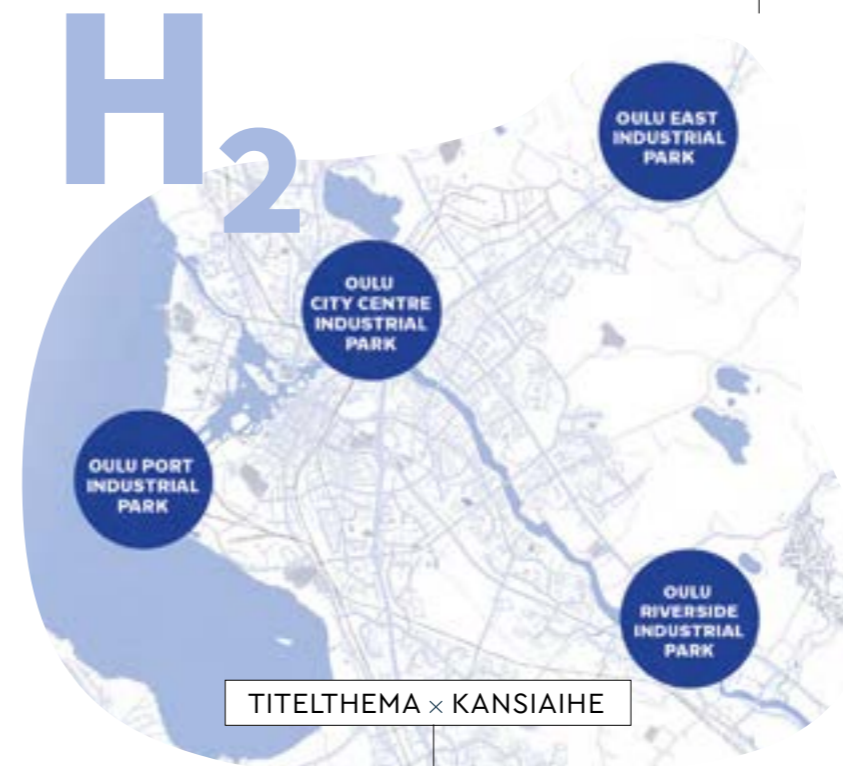 H2
OULU EAST
INDUSTRIAL
PARK
OULU
CITY CENTRE
INDUSTRIAL
PARK
OULU PORT
INDUSTRIAL
PARK
OULU
RIVERSIDE
INDUSTRIAL
PARK
TITELTHEMA × KANSIAIHE